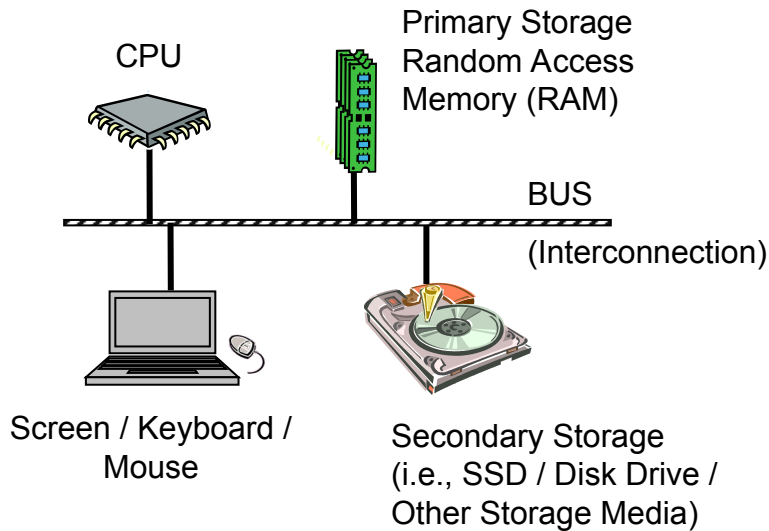 CPU
Primary Storage
Random Access
Memory (RAM)
BUS
(Interconnection)
Screen / Keyboard /
Mouse
Secondary Storage
(i.e., SSD / Disk Drive /
Other Storage Media)